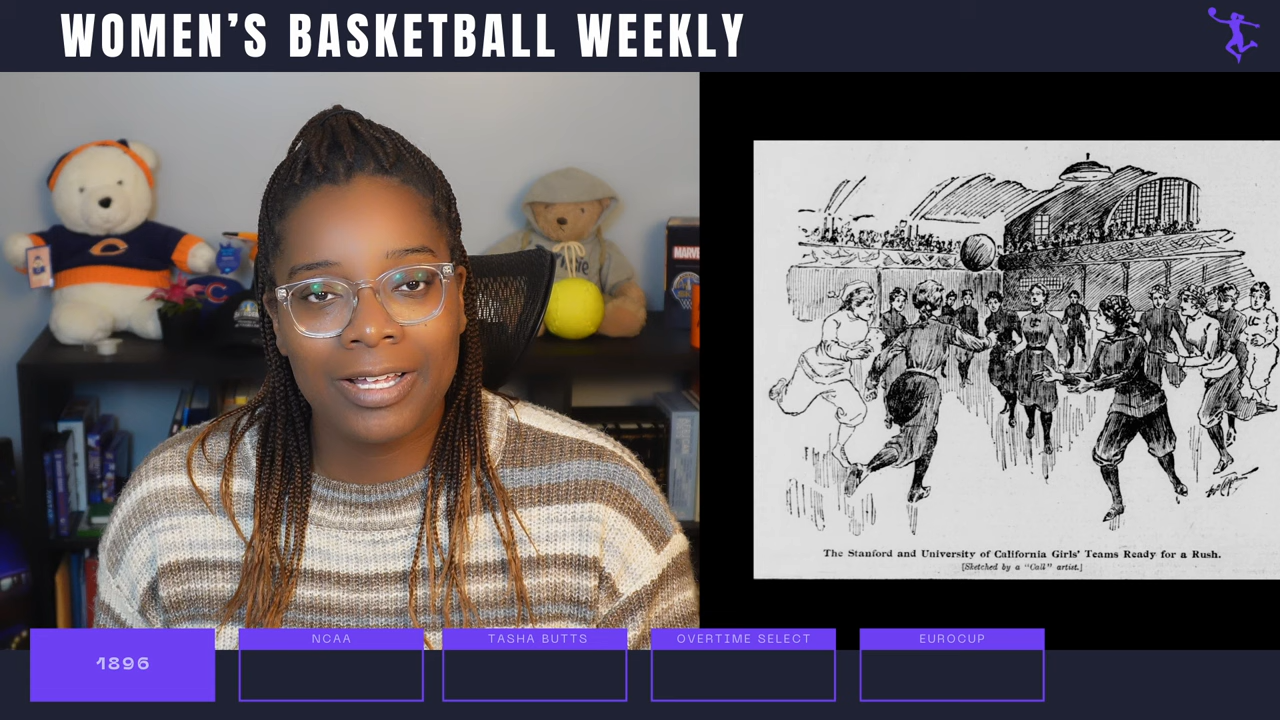 WOMEN'S BASKETBALL WEEKLY
MARVEL
The Stanford and University of California Girls' Teams Ready for a Rush.
[Sketched by a "Call" artist.]
1896
NCAA
TASHA BUTTS
OVERTIME SELECT
EUROCUP